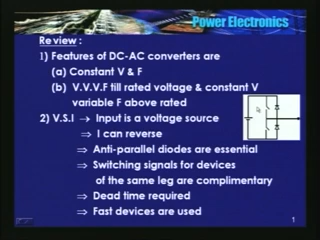 Power Electronics
Review :
1) Features of DC-AC converters are
(a) Constant V & F
(b) V.V.V.F till rated voltage & constant V
variable F above rated
2) V.S.I → Input is a voltage source
⇒ I can reverse
⇒ Anti-parallel diodes are essential
⇒ Switching signals for devices
of the same leg are complimentary
⇒ Dead time required
⇒ Fast devices are used
1